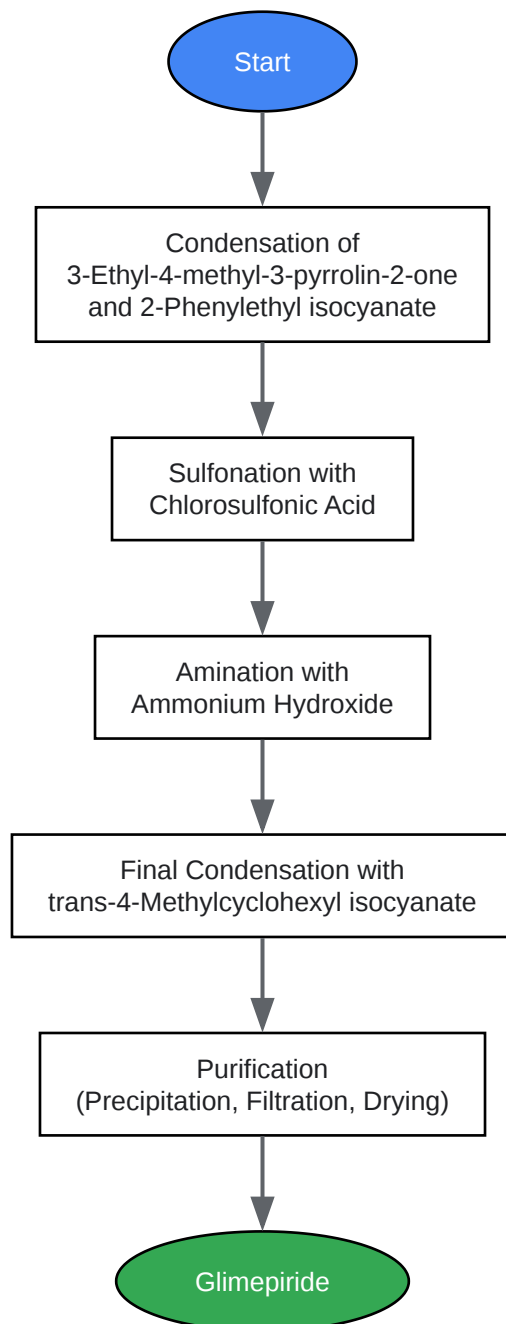 Start
Condensation of
3-Ethyl-4-methyl-3-pyrrolin-2-one
and 2-Phenylethyl isocyanate
Sulfonation with
Chlorosulfonic Acid
Amination with
Ammonium Hydroxide
Final Condensation with
trans-4-Methylcyclohexyl isocyanate
Purification
(Precipitation, Filtration, Drying)
Glimepiride